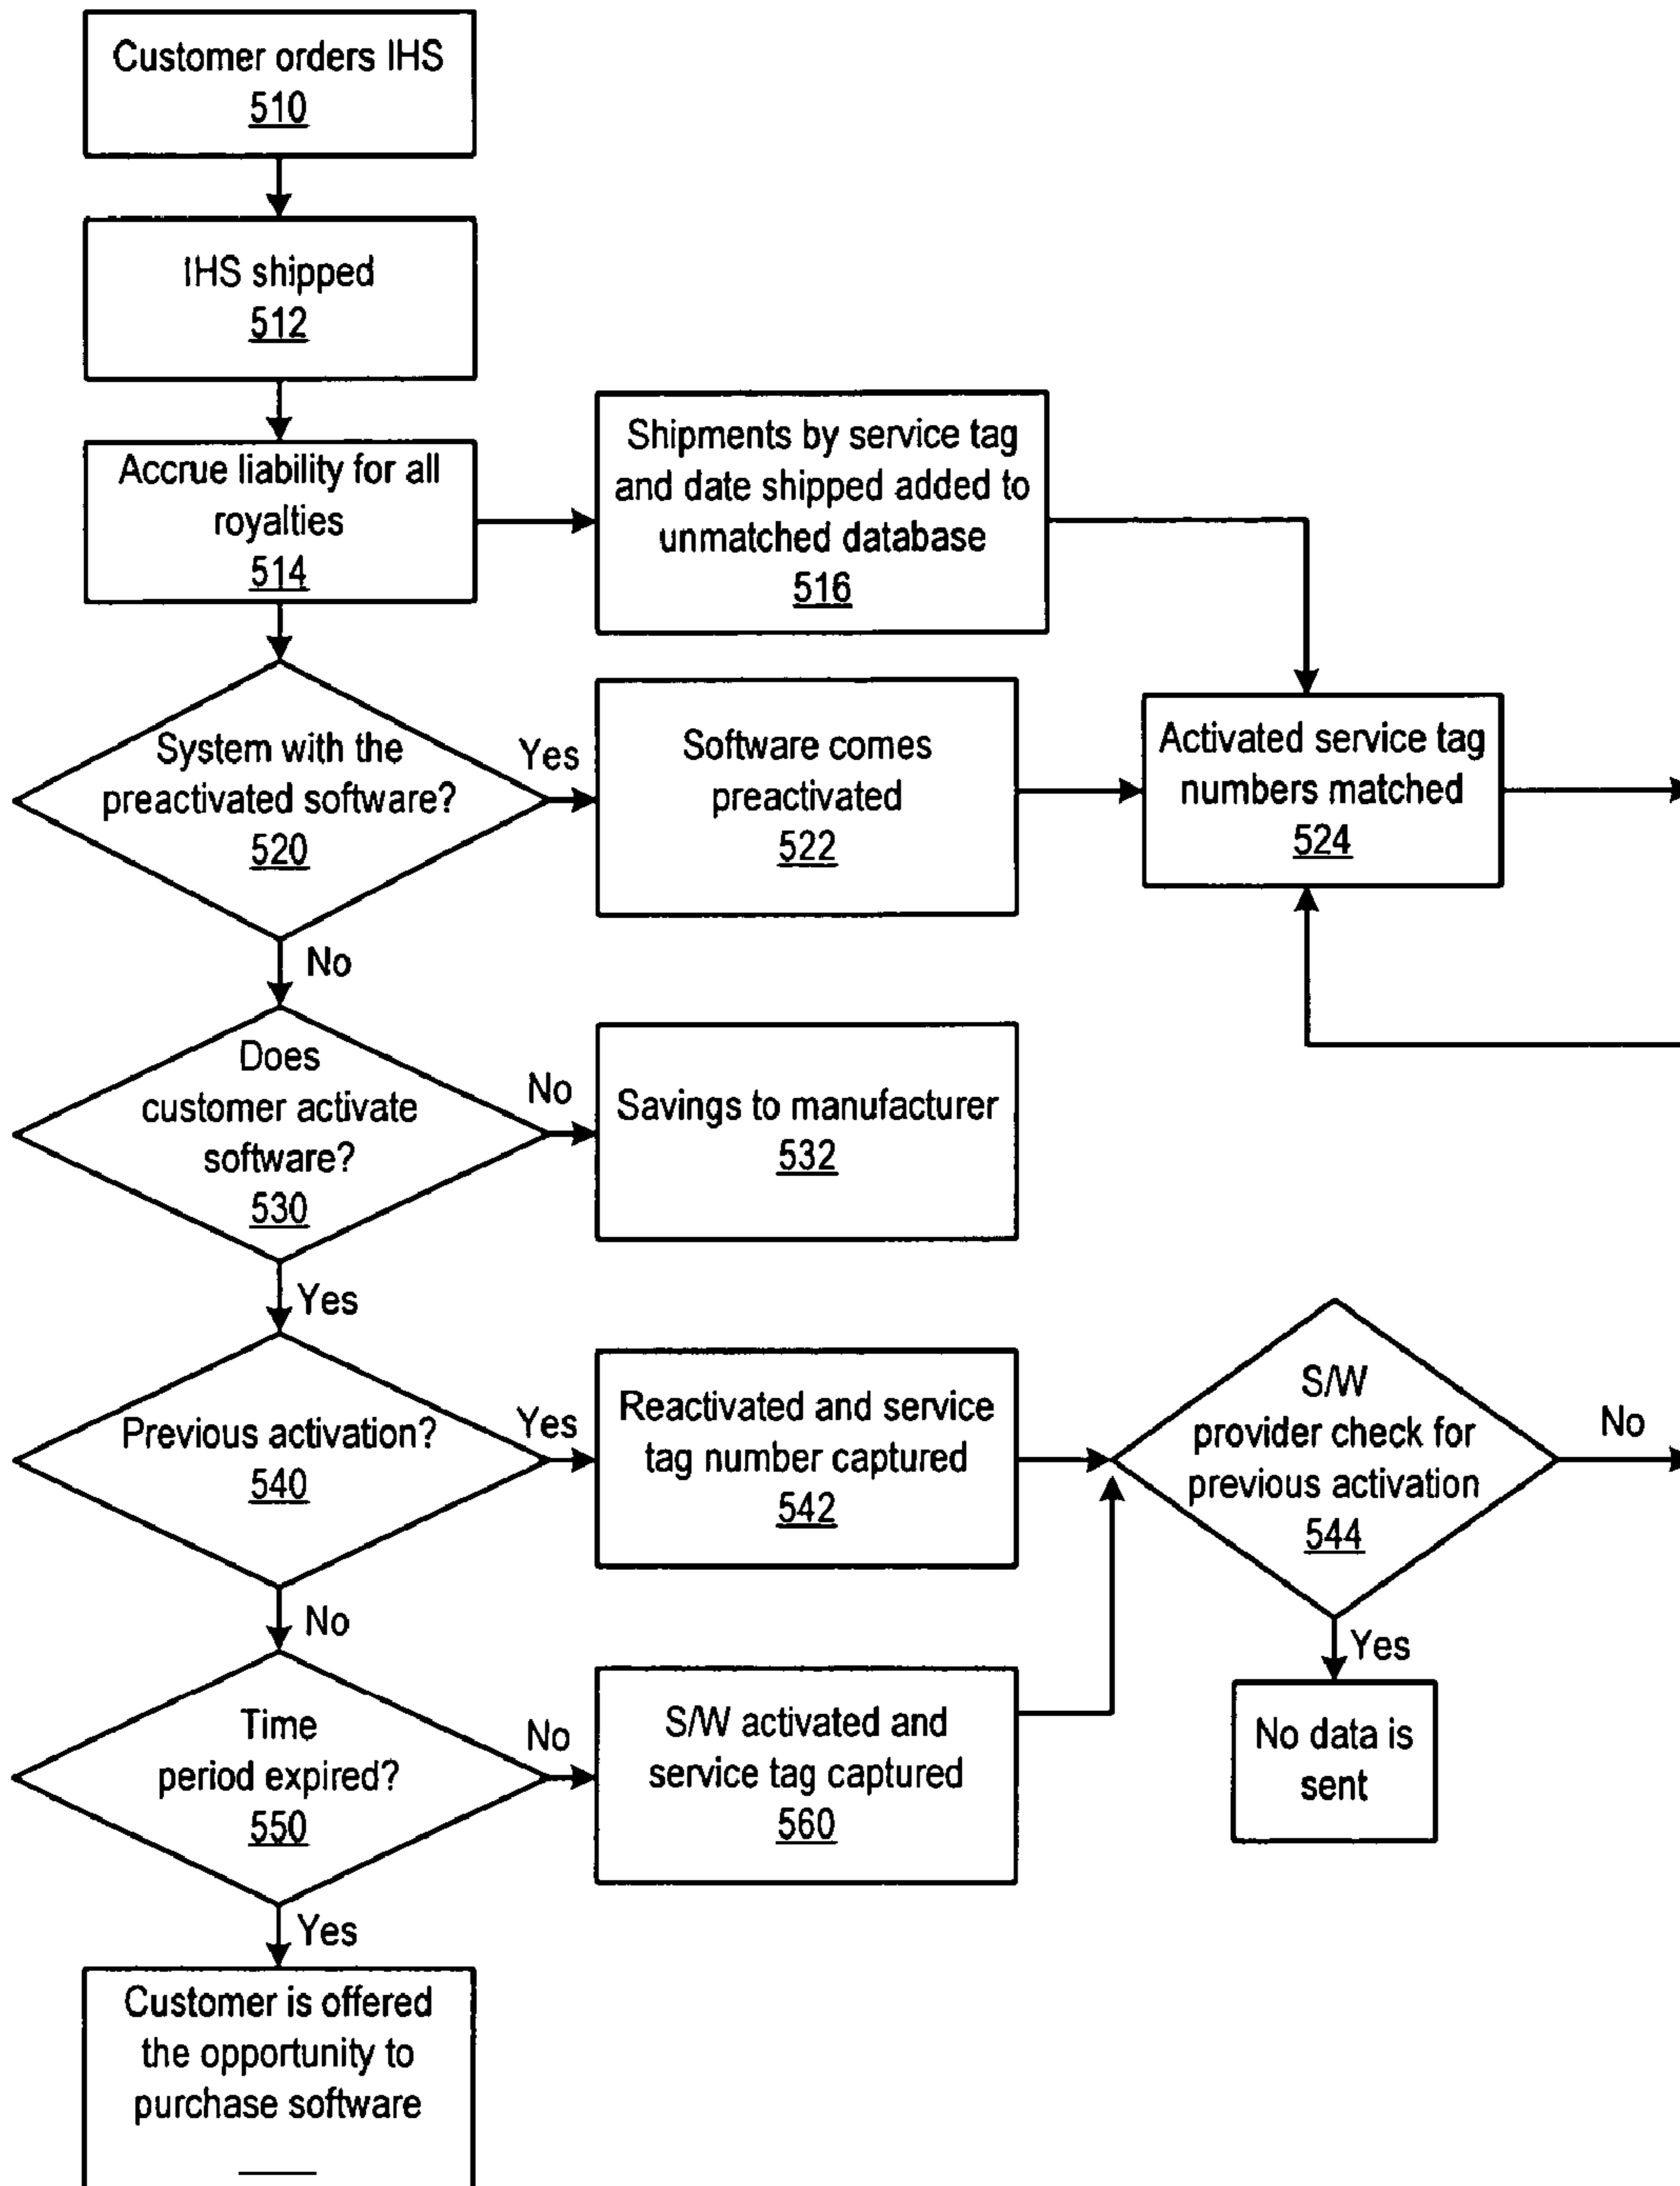 Customer orders IHS
510
IHS shipped
512
Accrue liability for all
royalties
514
Shipments by service tag
and date shipped added to
unmatched database
516
System with the
preactivated software?
520
Yes
Software comes
preactivated
522
Activated service tag
numbers matched
524
No
Does
customer activate
software?
530
No
Savings to manufacturer
532
Yes
Previous activation?
540
Yes
Reactivated and service
tag number captured
542
S/W
provider check for
previous activation
544
No
Yes
No data is
sent
No
Time
period expired?
550
No
S/W activated and
service tag captured
560
Yes
Customer is offered
the opportunity to
purchase software